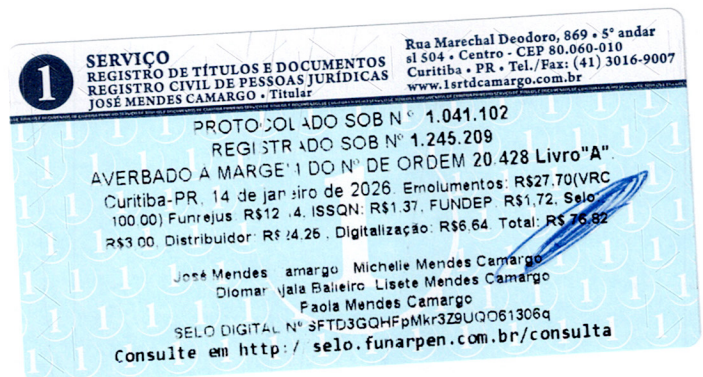 1
SERVIÇO
REGISTRO DE TÍTULOS E DOCUMENTOS
REGISTRO CIVIL DE PESSOAS JURÍDICAS
JOSÉ MENDES CAMARGO • Titular
Rua Marechal Deodoro, 869 • 5° andar
sl 504 • Centro - CEP 80.060-010
Curitiba • PR • Tel./Fax: (41) 3016-9007
www.1srtdcamargo.com.br
PROTOCOLADO SOB Nº 1.041.102
REGISTRADO SOB Nº 1.245.209
AVERBADO A MARGEM DO Nº DE ORDEM 20.428 Livro"A".
Curitiba-PR, 14 de janeiro de 2026. Emolumentos: R$27,70(VRC
100.00) Funrejus: ISSQN: R$1.37, FUNDEP: R$1,72, Selo:
R$3.00, Distribuidor: Digitalização: R$6,64. Total: R$ 76,82
José Mendes Camargo Michelle Mendes Camargo
Diomar Balieiro Lisete Mendes Camargo
Paola Mendes Camargo
SELO DIGITAL Nº SFTD3GQHFpMkr3Z9UQO61306q
Consulte em http:/ selo.funarpen.com.br/consulta